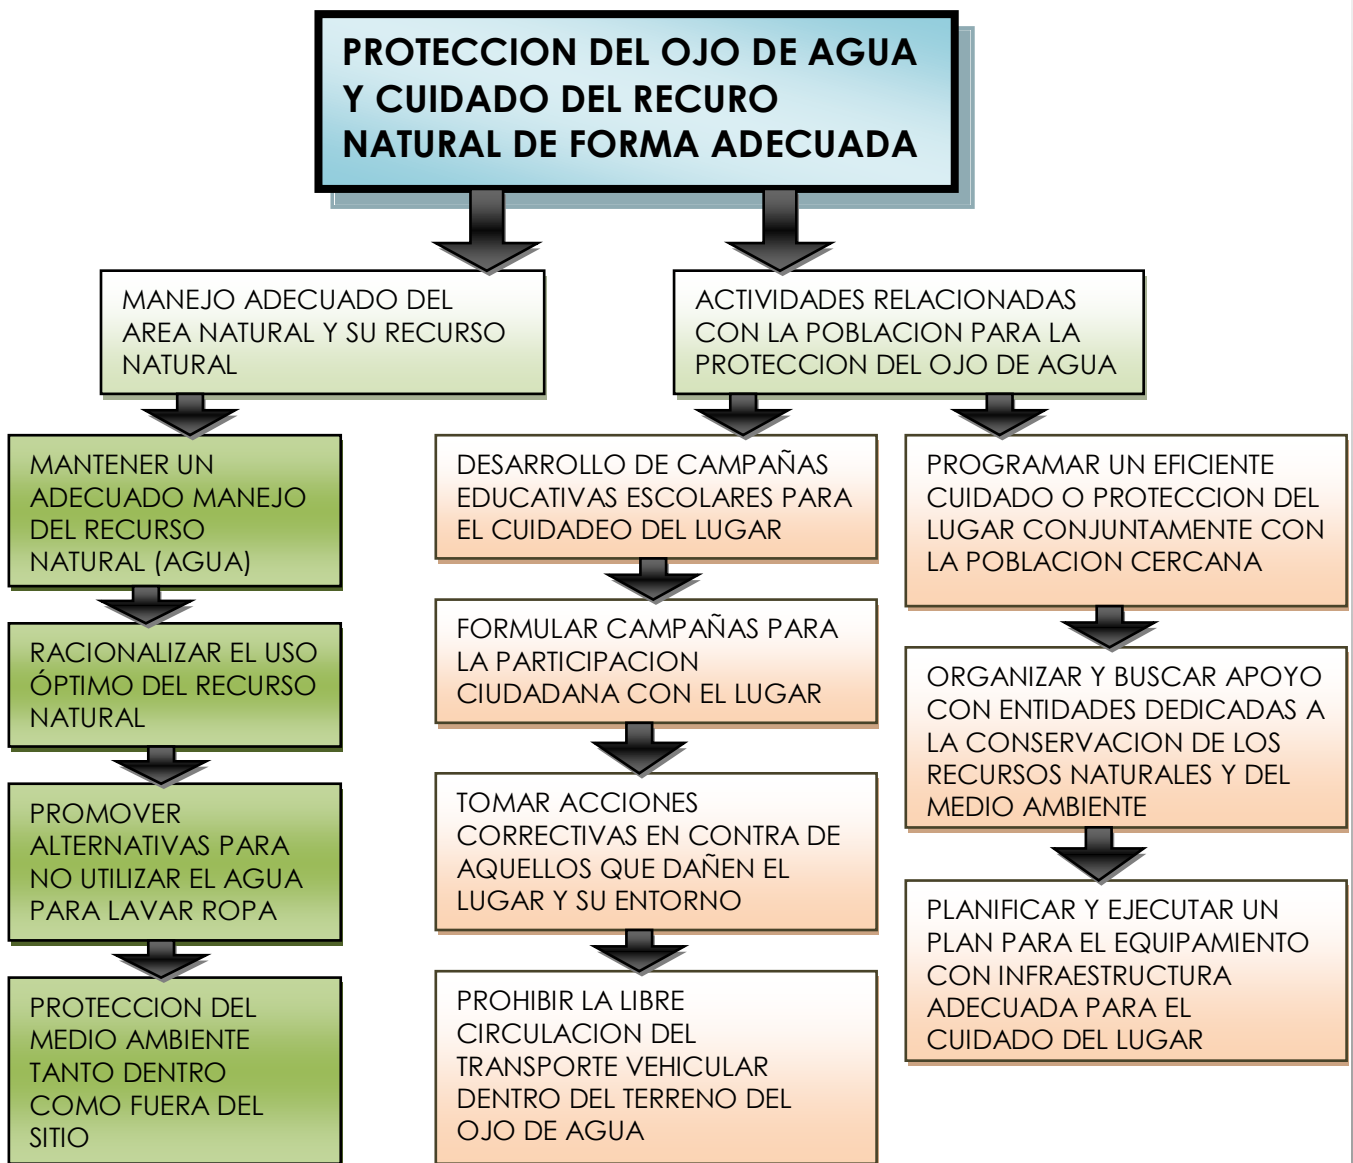 PROTECCION DEL OJO DE AGUA
Y CUIDADO DEL RECURO
NATURAL DE FORMA ADECUADA
MANEJO ADECUADO DEL
AREA NATURAL Y SU RECURSO
NATURAL
ACTIVIDADES RELACIONADAS
CON LA POBLACION PARA LA
PROTECCION DEL OJO DE AGUA
MANTENER UN
ADECUADO MANEJO
DEL RECURSO
NATURAL (AGUA)
RACIONALIZAR EL USO
ÓPTIMO DEL RECURSO
NATURAL
PROMOVER
ALTERNATIVAS PARA
NO UTILIZAR EL AGUA
PARA LAVAR ROPA
PROTECCION DEL
MEDIO AMBIENTE
TANTO DENTRO
COMO FUERA DEL
SITIO
DESARROLLO DE CAMPAÑAS
EDUCATIVAS ESCOLARES PARA
EL CUIDADEO DEL LUGAR
FORMULAR CAMPAÑAS PARA
LA PARTICIPACION
CIUDADANA CON EL LUGAR
TOMAR ACCIONES
CORRECTIVAS EN CONTRA DE
AQUELLOS QUE DAÑEN EL
LUGAR Y SU ENTORNO
PROHIBIR LA LIBRE
CIRCULACION DEL
TRANSPORTE VEHICULAR
DENTRO DEL TERRENO DEL
OJO DE AGUA
PROGRAMAR UN EFICIENTE
CUIDADO O PROTECCION DEL
LUGAR CONJUNTAMENTE CON
LA POBLACION CERCANA
ORGANIZAR Y BUSCAR APOYO
CON ENTIDADES DEDICADAS A
LA CONSERVACION DE LOS
RECURSOS NATURALES Y DEL
MEDIO AMBIENTE
PLANIFICAR Y EJECUTAR UN
PLAN PARA EL EQUIPAMIENTO
CON INFRAESTRUCTURA
ADECUADA PARA EL
CUIDADO DEL LUGAR